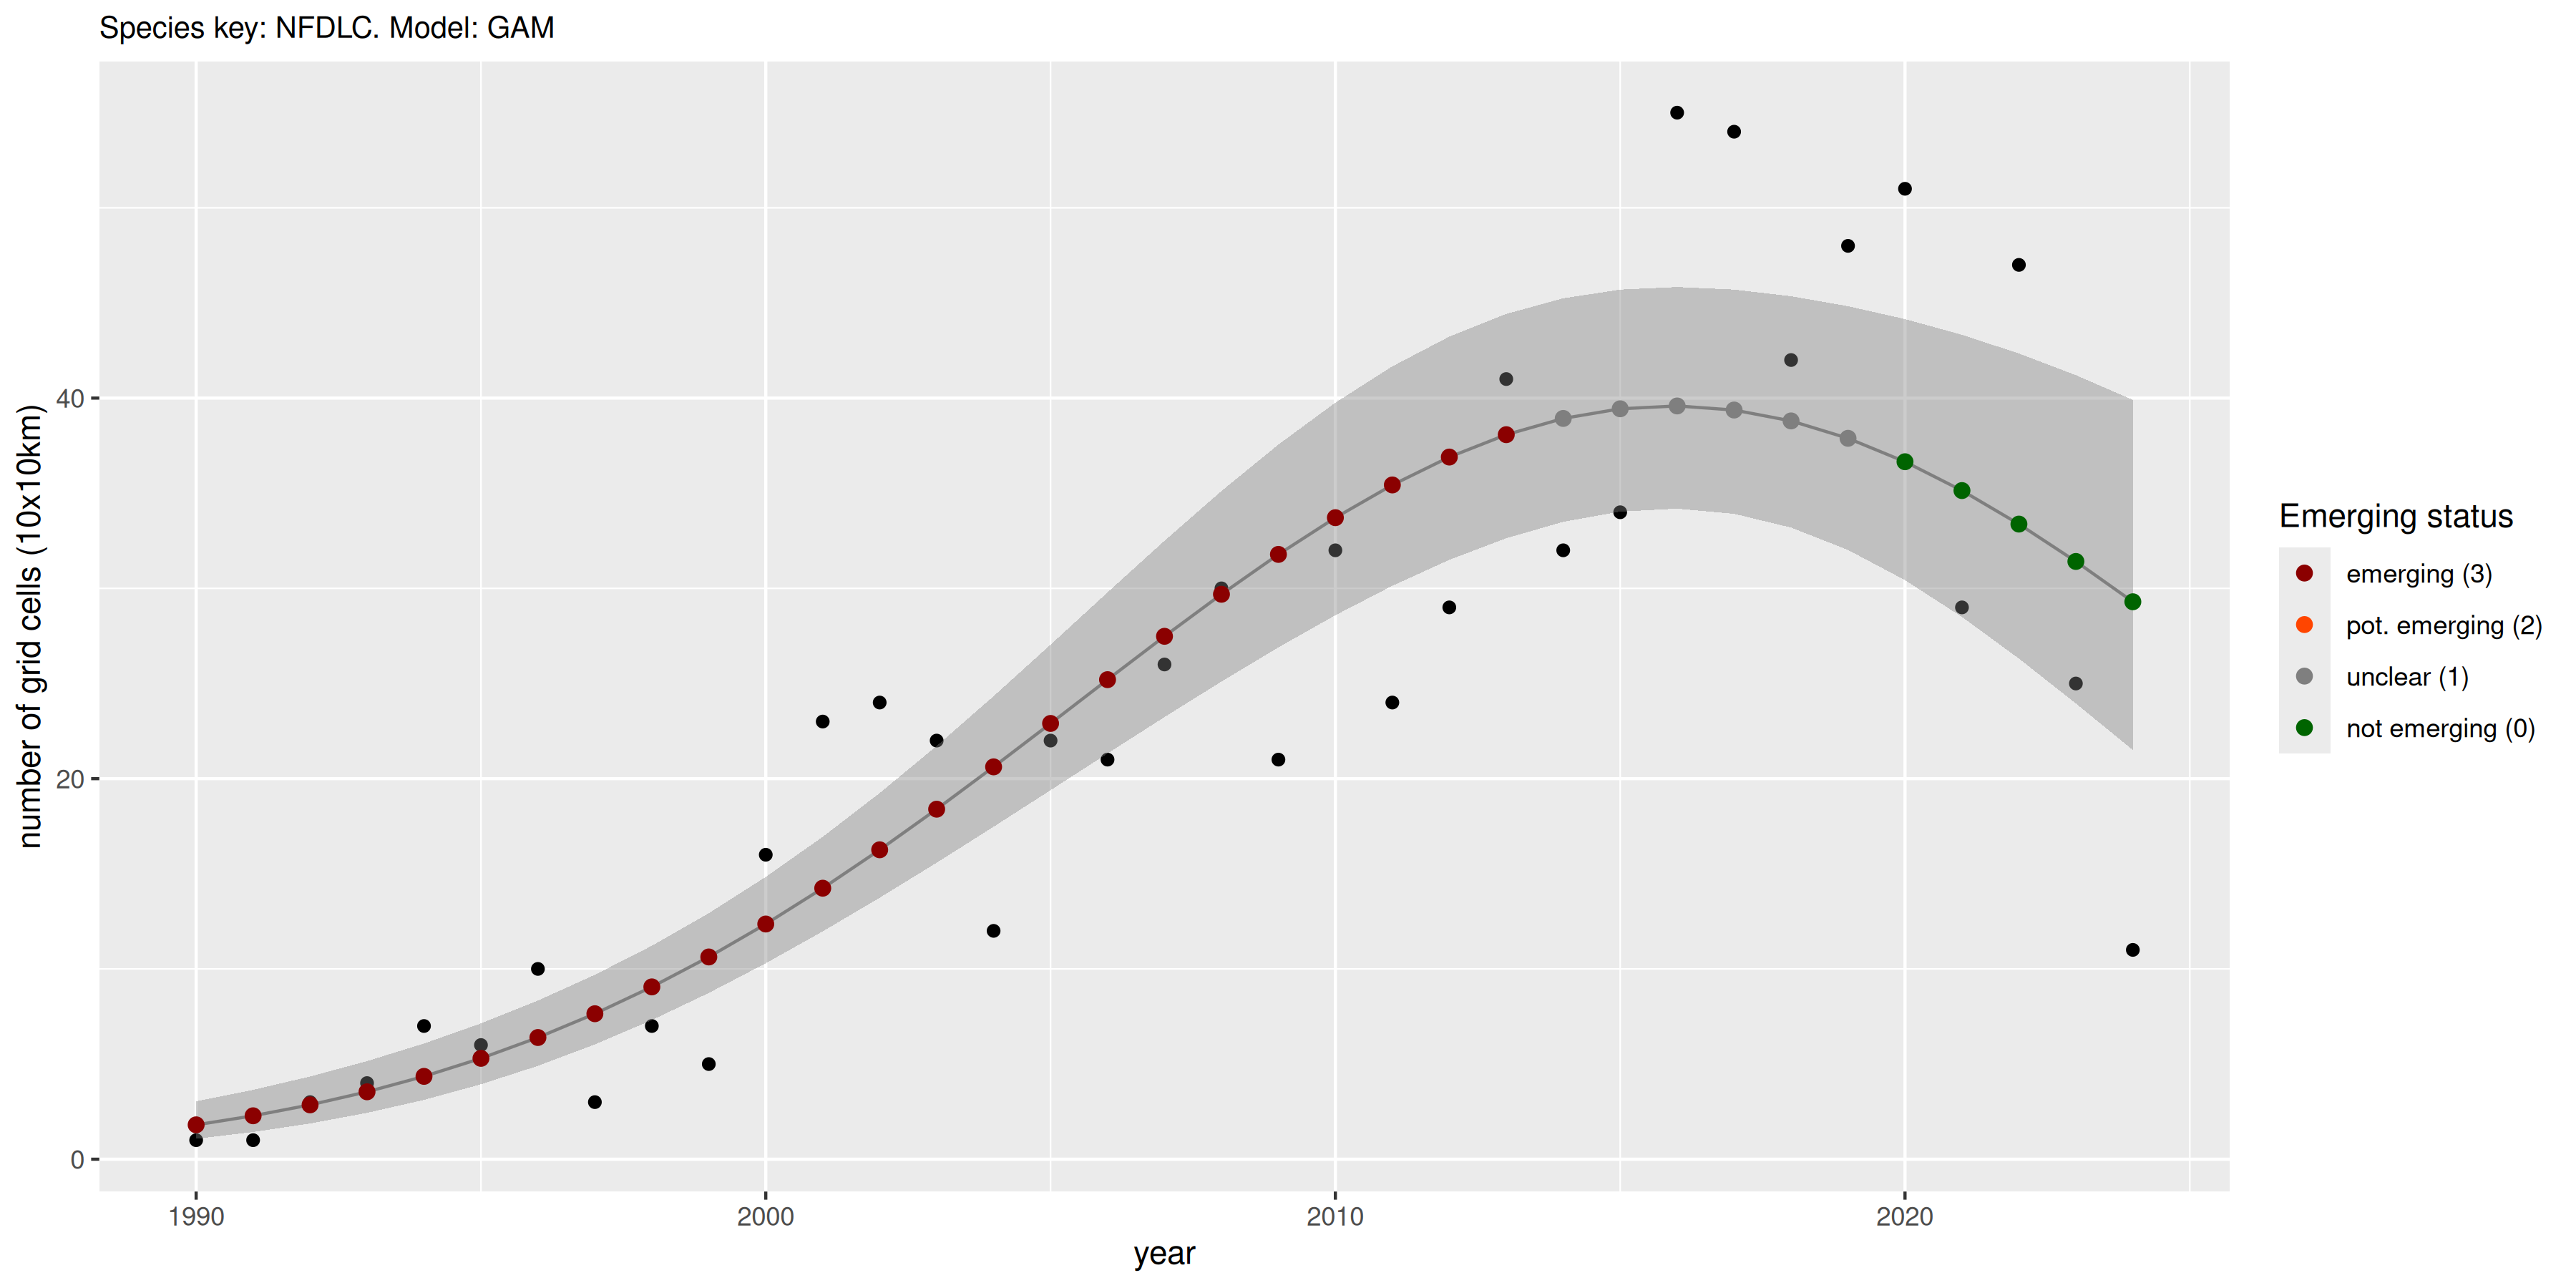 Species key: NFDLC. Model: GAM
number of grid cells (10x10km)
40
20
0
1990
2000
2010
2020
year
Emerging status
emerging (3)
pot. emerging (2)
unclear (1)
not emerging (0)